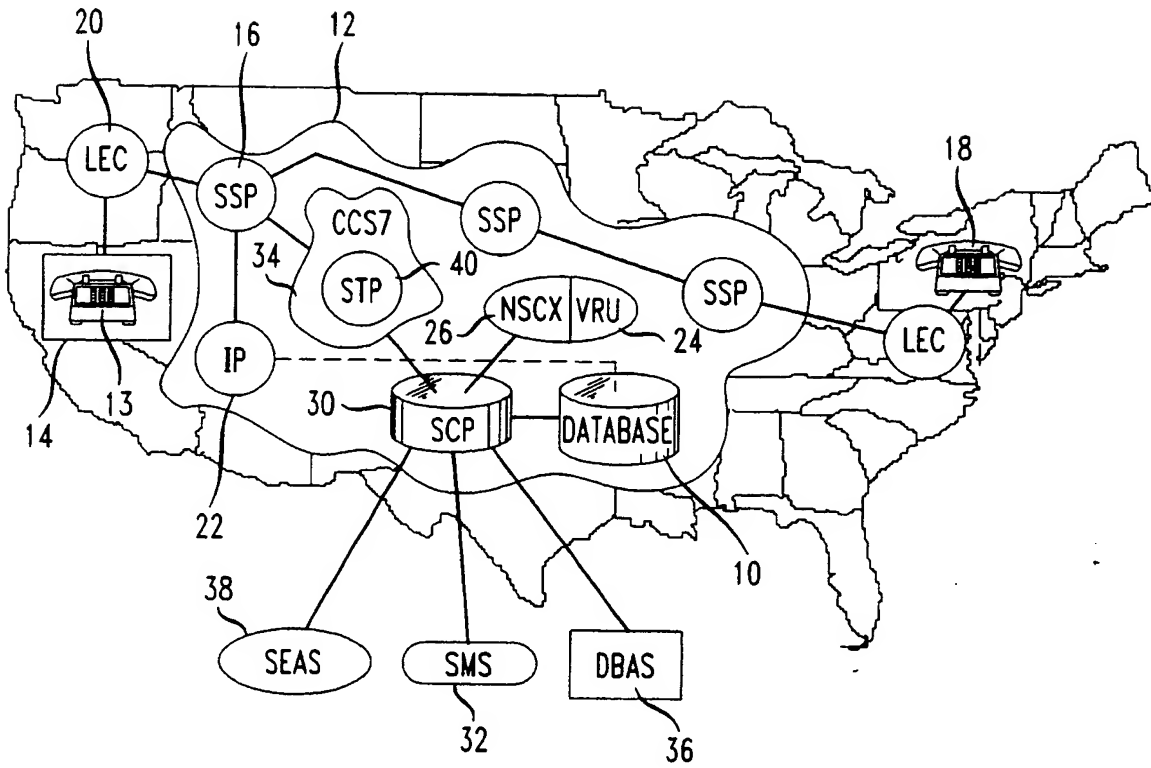 20
16
12
LEC
SSP
18
CCS7
SSP
34
40
STP
SSP
26
NSCX
VRU
24
LEC
IP
30
SCP
DATABASE
14
13
22
10
38
SEAS
SMS
DBAS
32
36